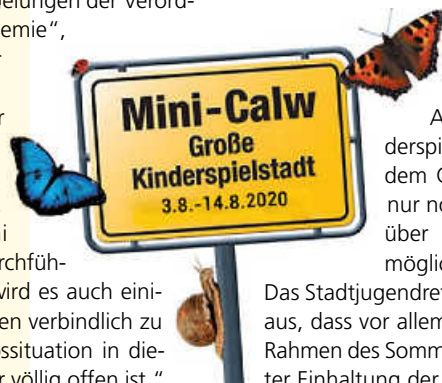 der Verord-
emie“,
rchfüh-
wird es auch eini-
en verbindlich zu
ssituation in die-
r völlig offen ist.“
Mini-Calw
Große
Kinderspielstadt
3.8.-14.8.2020
A
derspi
dem
nur no
über
möglic
Das Stadtjugendref
aus, dass vor allem
Rahmen des Somm
ter Einhaltung der